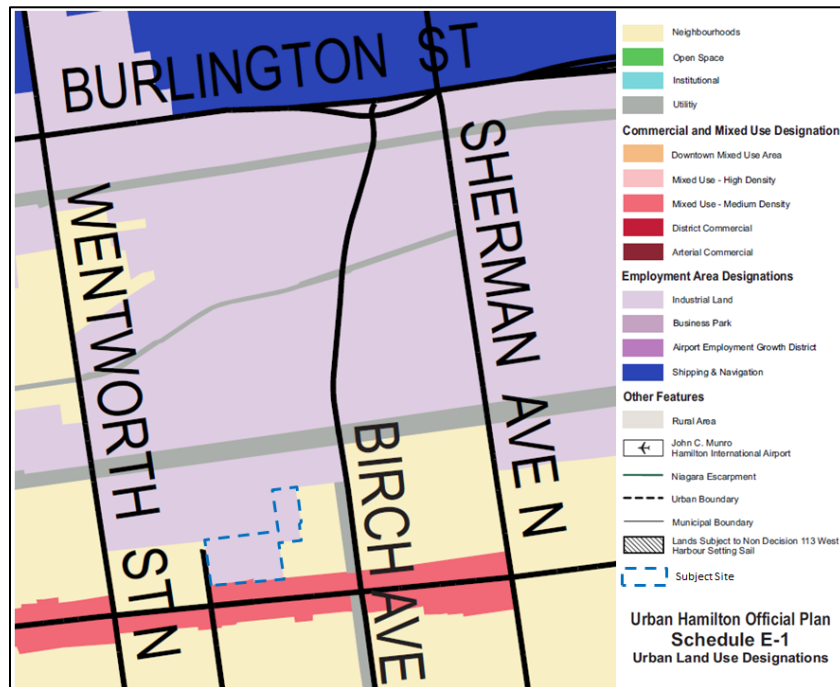 BURLINGTON ST
WENTWORTH ST N
BIRCH AVE
SHERMAN AVE N
Neighbourhoods
Open Space
Institutional
Utilitiy
Commercial and Mixed Use Designation
Downtown Mixed Use Area
Mixed Use - High Density
Mixed Use - Medium Density
District Commercial
Arterial Commercial
Employment Area Designations
Industrial Land
Business Park
Airport Employment Growth District
Shipping & Navigation
Other Features
Rural Area
John C. Munro
Hamilton International Airport
Niagara Escarpment
Urban Boundary
Municipal Boundary
Lands Subject to Non Decision 113 West
Harbour Setting Sail
Subject Site
Urban Hamilton Official Plan
Schedule E-1
Urban Land Use Designations